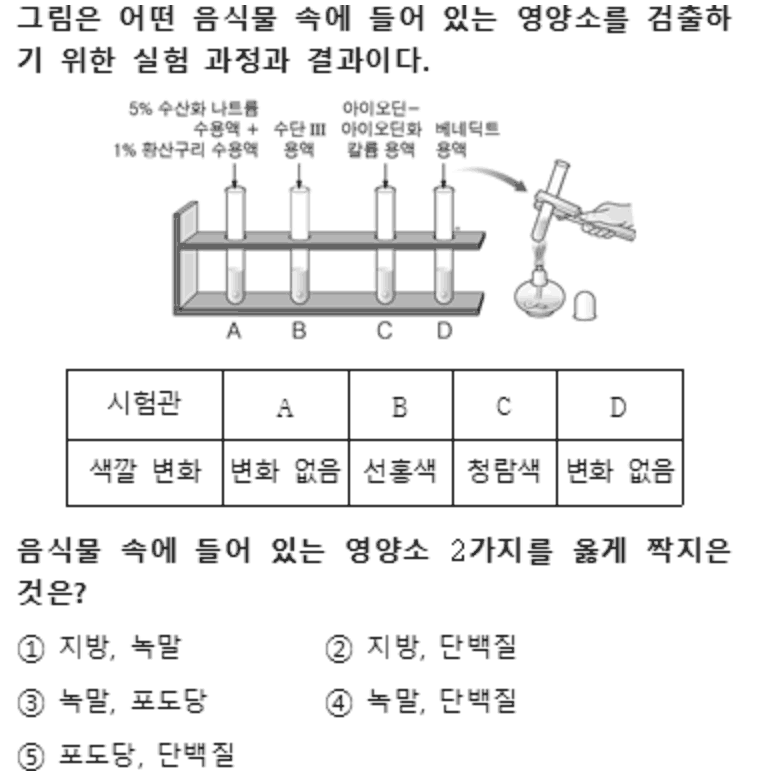 그림은 어떤 음식물 속에 들어 있는 영양소를 검출하
기 위한 실험 과정과 결과이다.
5% 수산화 나트륨
수용액 +
1% 황산구리 수용액
수단 III
용액
아이오딘-
아이오딘화
칼륨 용액
베네딕트
용액
A B C D
시험관 A B C D
색깔 변화 변화 없음 선홍색 청람색 변화 없음
음식물 속에 들어 있는 영양소 2가지를 옳게 짝지은
것은?
① 지방, 녹말 ② 지방, 단백질
③ 녹말, 포도당 ④ 녹말, 단백질
⑤ 포도당, 단백질